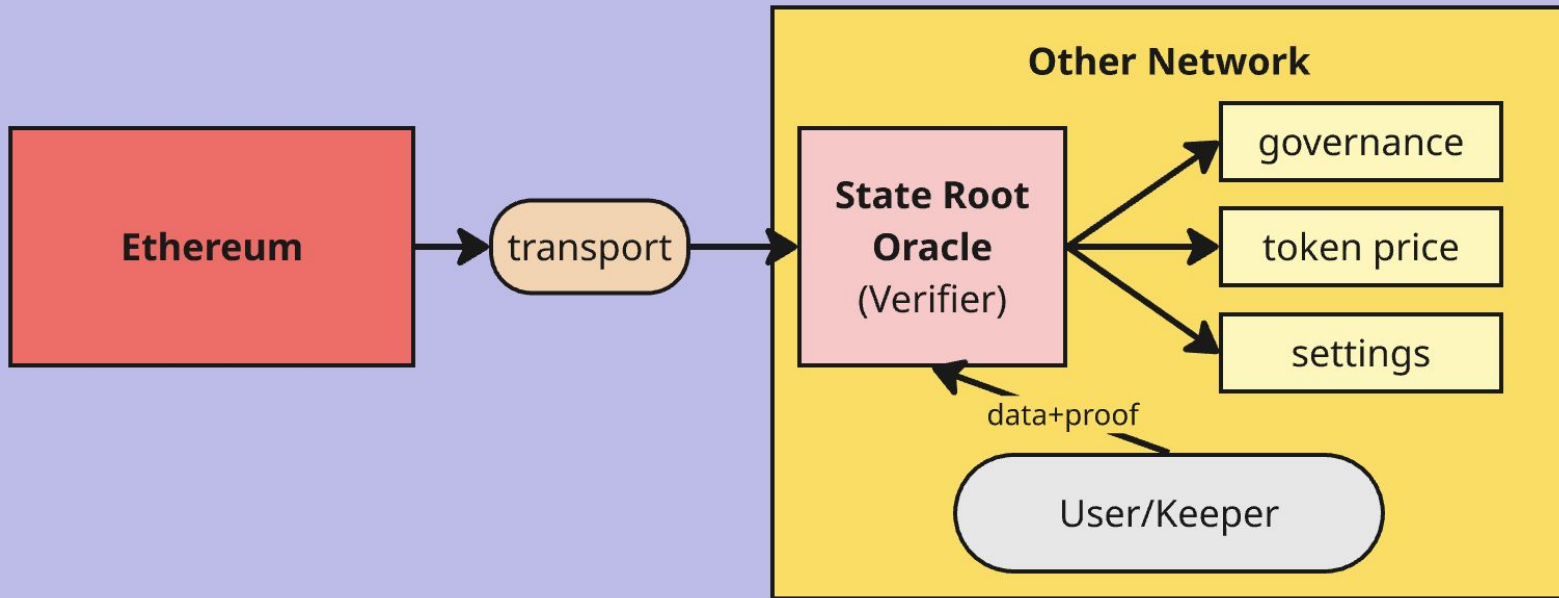 Other Network
Ethereum
transport
State Root
Oracle
(Verifier)
governance
token price
settings
data+proof
User/Keeper